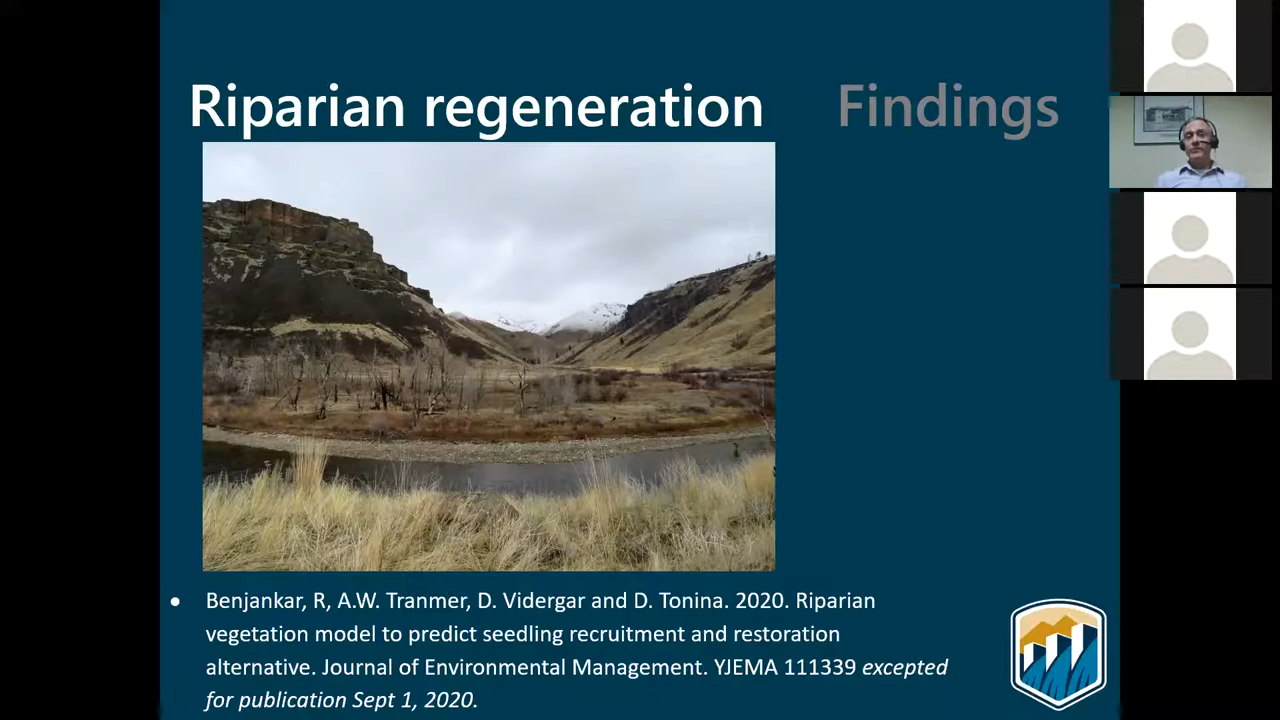 Riparian regeneration Findings
• Benjankar, R, A.W. Tranmer, D. Vidergar and D. Tonina. 2020. Riparian
vegetation model to predict seedling recruitment and restoration
alternative. Journal of Environmental Management. YJEMA 111339 excepted
for publication Sept 1, 2020.